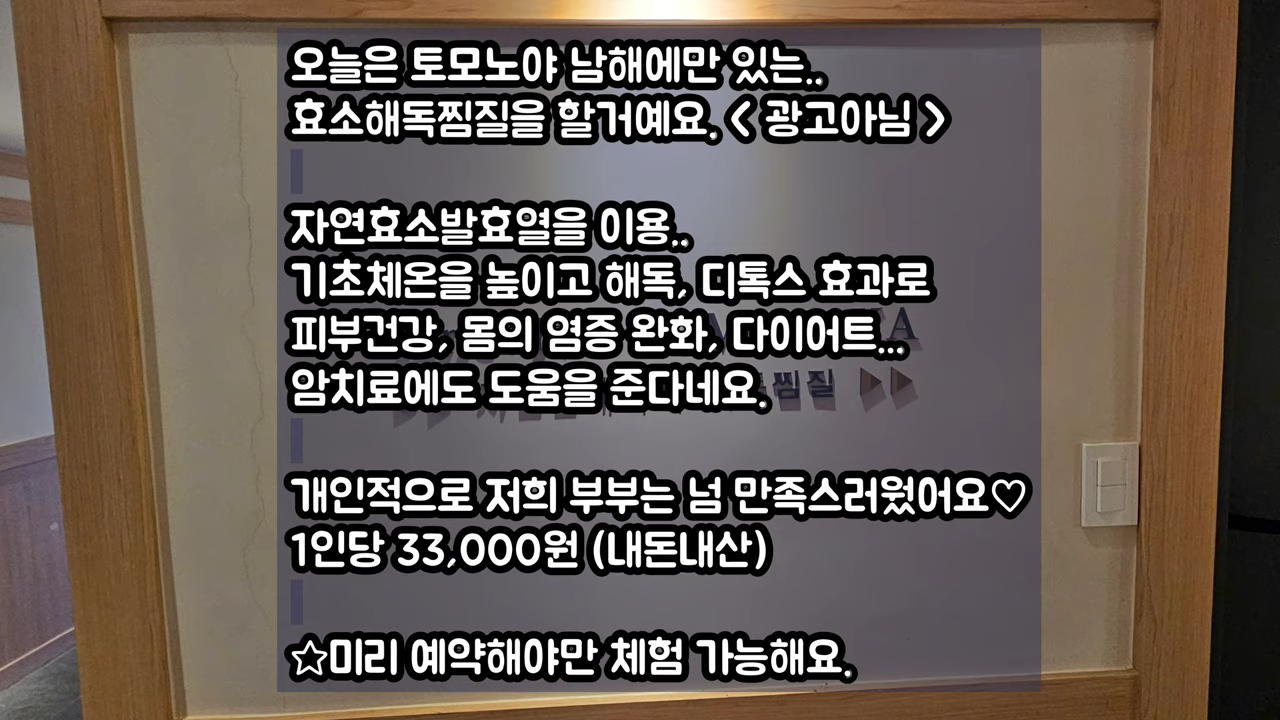 오늘은 토모노야 남해에만 있는..
효소해독찜질을 할거예요. < 광고아님 >
자연효소발효열을 이용..
기초체온을 높이고 해독, 디톡스 효과로
피부건강, 몸의 염증 완화, 다이어트...
암치료에도 도움을 준다네요.
개인적으로 저희 부부는 넘 만족스러웠어요♡
1인당 33,000원 (내돈내산)
☆미리 예약해야만 체험 가능해요.
찜질 ▶▶